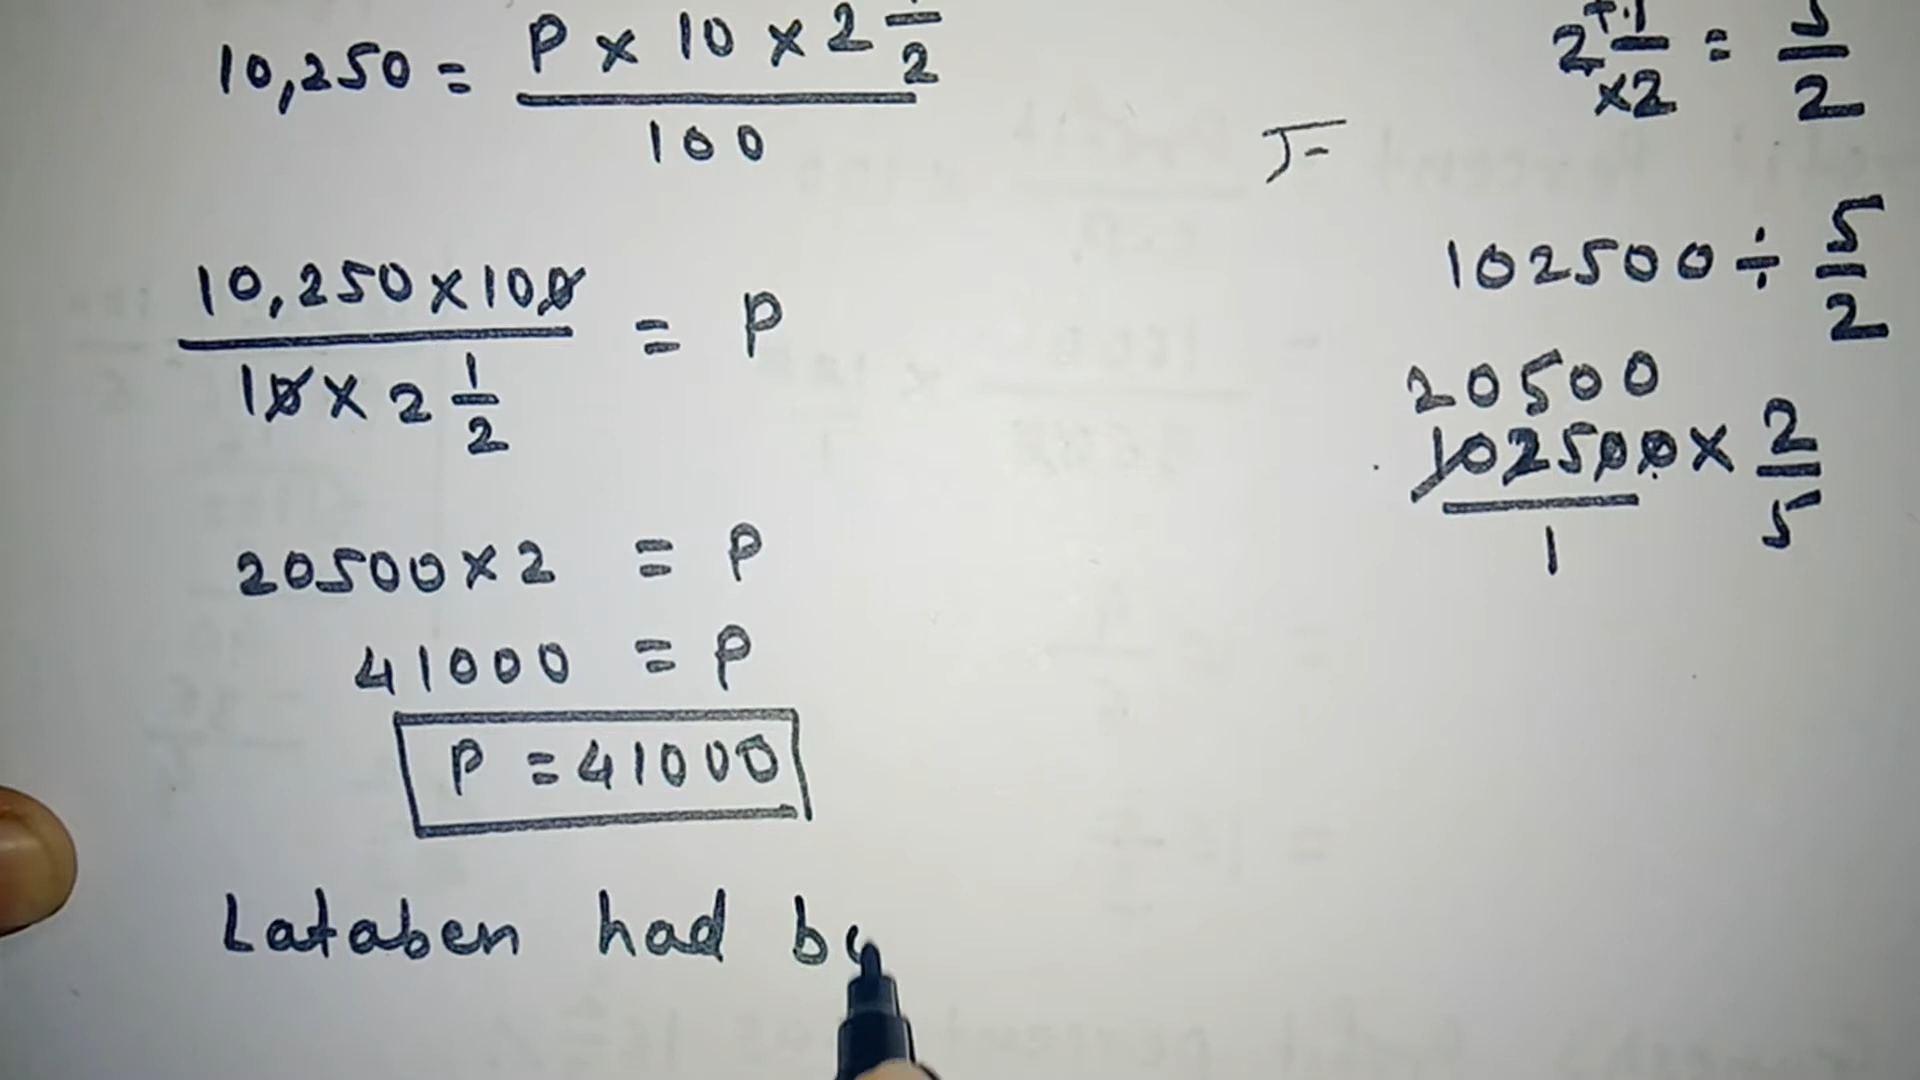 10,250 = P × 10 × 2 1/2
100
10,250 × 100 = P
10 × 2 1/2
20500 × 2 = P
41000 = P
P = 41000
Lataben had
2 + 1 = 5
× 2 2
102500 ÷ 5/2
20500
102500 × 2/5
1